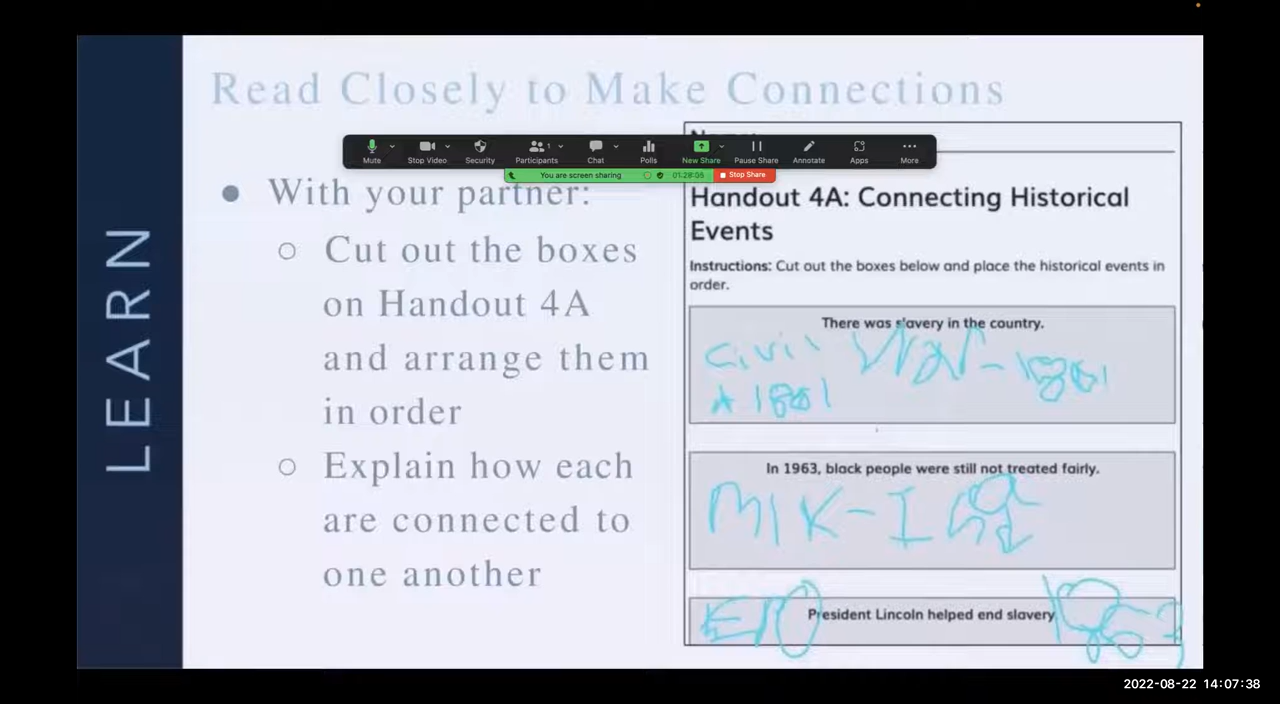 Read Closely to Make Connections
Mute
Stop Video
Security
Participants
1
Chat
Polls
New Share
Pause Share
Annotate
Apps
More
You are screen sharing
01:28:06
Stop Share
LEARN
With your partner:
Cut out the boxes
on Handout 4A
and arrange them
in order
Explain how each
are connected to
one another
Handout 4A: Connecting Historical
Events
Instructions: Cut out the boxes below and place the historical events in
order.
There was slavery in the country.
Civil War - 1861
1861
In 1963, black people were still not treated fairly.
MLK - I
President Lincoln helped end slavery
2022-08-22 14:07:38